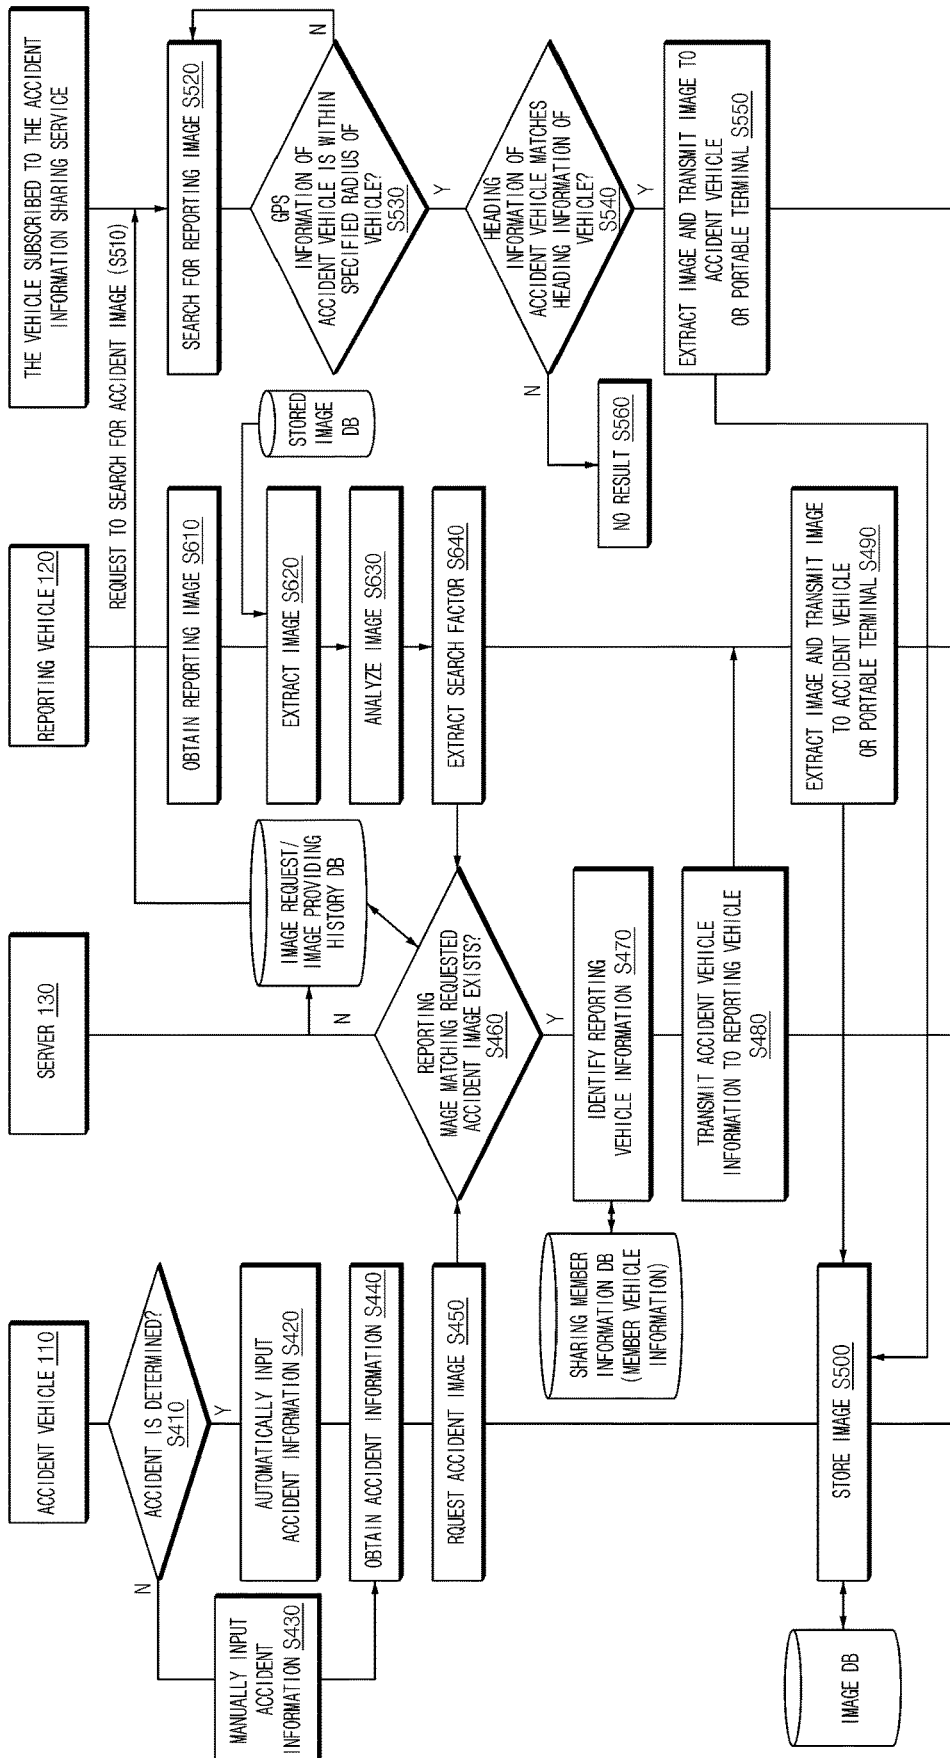 ACCIDENT VEHICLE 110
ACCIDENT IS DETERMINED?
S410
N
Y
MANUALLY INPUT
ACCIDENT
INFORMATION S430
AUTOMATICALLY INPUT
ACCIDENT INFORMATION S420
OBTAIN ACCIDENT INFORMATION S440
RQUEST ACCIDENT IMAGE S450
SHARING MEMBER
INFORMATION DB
(MEMBER VEHICLE
INFORMATION)
STORE IMAGE S500
IMAGE DB
SERVER 130
N
IMAGE REQUEST/
IMAGE PROVIDING
HISTORY DB
REPORTING
MAGE MATCHING REQUESTED
ACCIDENT IMAGE EXISTS?
S460
Y
IDENTIFY REPORTING
VEHICLE INFORMATION S470
TRANSMIT ACCIDENT VEHICLE
INFORMATION TO REPORTING VEHICLE
S480
REPORTING VEHICLE 120
REQUEST TO SEARCH FOR ACCIDENT IMAGE (S510)
OBTAIN REPORTING IMAGE S610
EXTRACT IMAGE S620
STORED
IMAGE
DB
ANALYZE IMAGE S630
EXTRACT SEARCH FACTOR S640
EXTRACT IMAGE AND TRANSMIT IMAGE
TO ACCIDENT VEHICLE
OR PORTABLE TERMINAL S490
THE VEHICLE SUBSCRIBED TO THE ACCIDENT
INFORMATION SHARING SERVICE
SEARCH FOR REPORTING IMAGE S520
N
GPS
INFORMATION OF
ACCIDENT VEHICLE IS WITHIN
SPECIFIED RADIUS OF
VEHICLE?
S530
Y
HEADING
INFORMATION OF
ACCIDENT VEHICLE MATCHES
HEADING INFORMATION OF
VEHICLE?
S540
N
Y
NO RESULT S560
EXTRACT IMAGE AND TRANSMIT IMAGE TO
ACCIDENT VEHICLE
OR PORTABLE TERMINAL S550